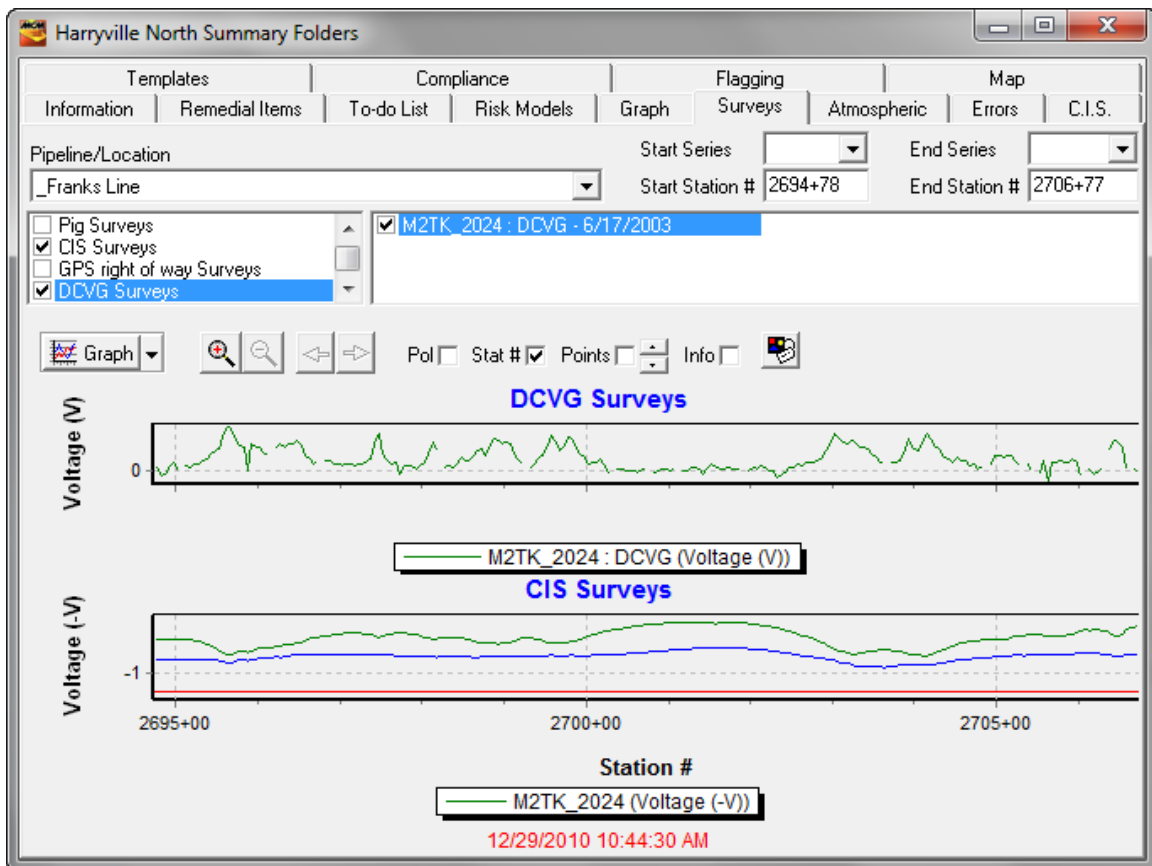 Harryville North Summary Folders
Templates Compliance Flagging Map
Information Remedial Items To-do List Risk Models Graph Surveys Atmospheric Errors C.I.S.
Pipeline/Location Start Series End Series
_Franks Line Start Station # 2694+78 End Station # 2706+77
Pig Surveys M2TK_2024 : DCVG - 6/17/2003
CIS Surveys
GPS right of way Surveys
DCVG Surveys
Graph Pol Stat # Points Info
DCVG Surveys
Voltage (V)
0
M2TK_2024 : DCVG (Voltage (V))
CIS Surveys
Voltage (-V)
-1
2695+00 2700+00 2705+00
Station #
M2TK_2024 (Voltage (-V))
12/29/2010 10:44:30 AM